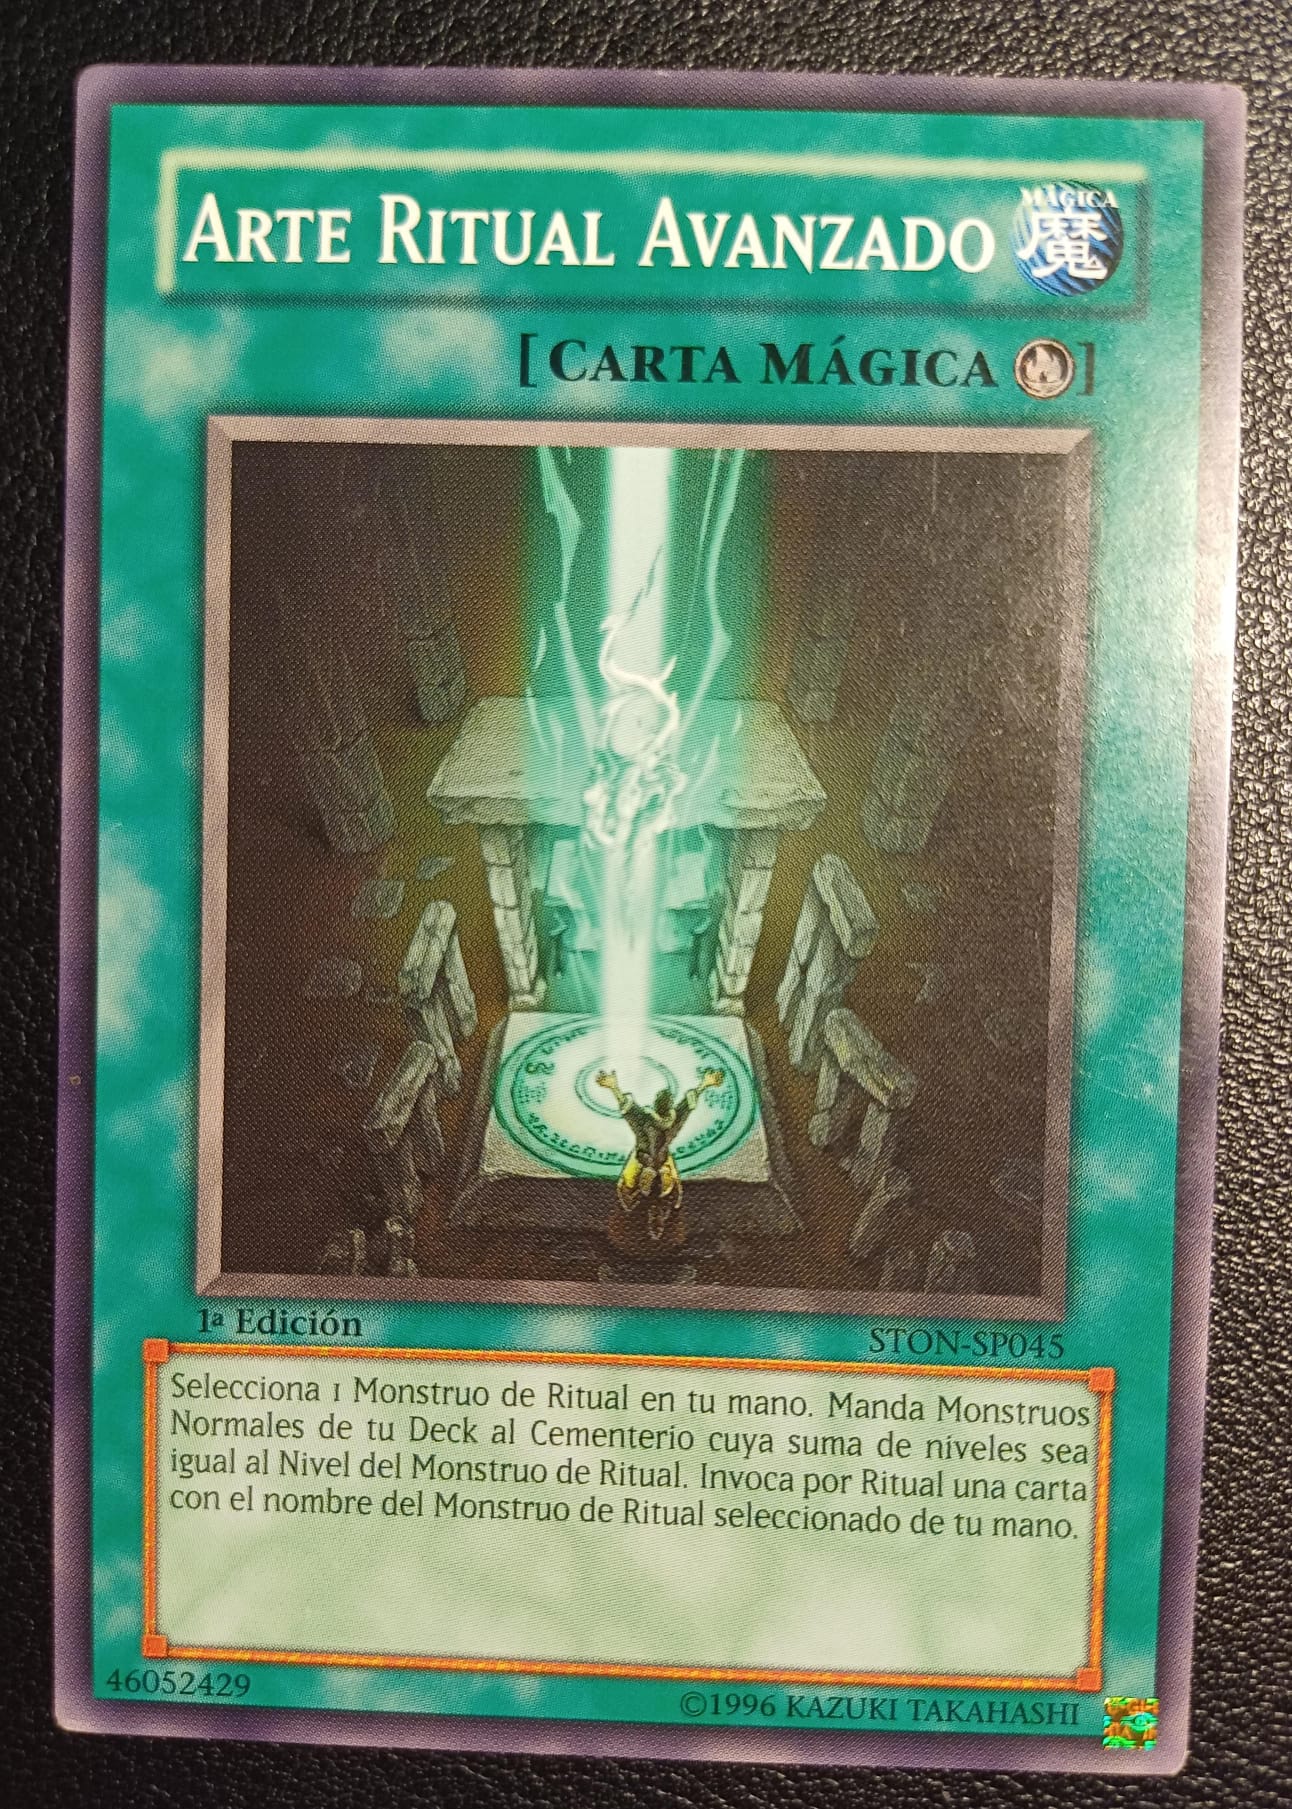 ARTE RITUAL AVANZADO
MÁGICA
魔
[CARTA MÁGICA]
1ª Edición
STON-SP045
Selecciona 1 Monstruo de Ritual en tu mano. Manda Monstruos
Normales de tu Deck al Cementerio cuya suma de niveles sea
igual al Nivel del Monstruo de Ritual. Invoca por Ritual una carta
con el nombre del Monstruo de Ritual seleccionado de tu mano.
46052429
©1996 KAZUKI TAKAHASHI